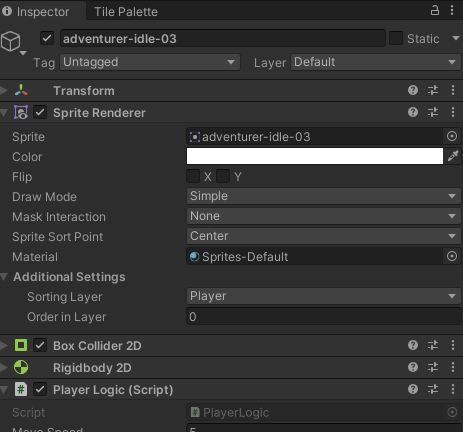 Inspector Tile Palette
adventurer-idle-03 Static
Tag Untagged Layer Default
Transform
Sprite Renderer
Sprite adventurer-idle-03
Color
Flip X Y
Draw Mode Simple
Mask Interaction None
Sprite Sort Point Center
Material Sprites-Default
Additional Settings
Sorting Layer Player
Order in Layer 0
Box Collider 2D
Rigidbody 2D
# Player Logic (Script)
Script # PlayerLogic
Move Speed 5